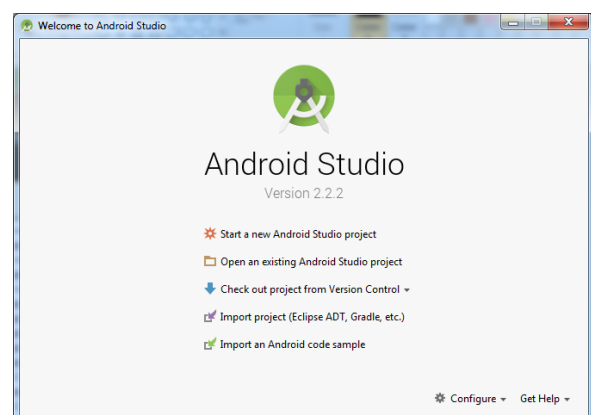 Welcome to Android Studio
Android Studio
Version 2.2.2
Start a new Android Studio project
Open an existing Android Studio project
Check out project from Version Control
Import project (Eclipse ADT, Gradle, etc.)
Import an Android code sample
Configure Get Help